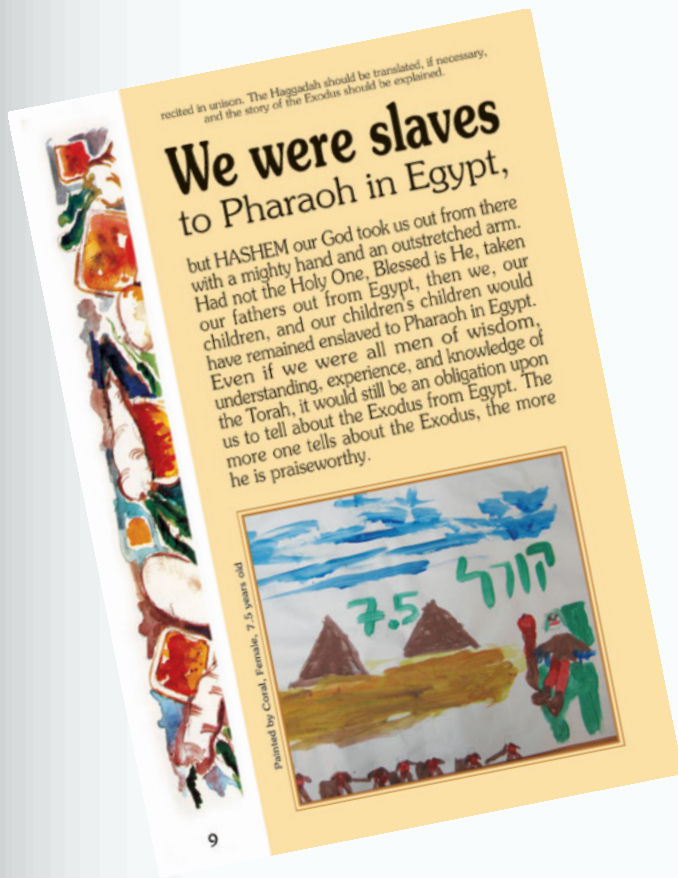 recited in unison. The Haggadah should be translated, if necessary,
and the story of the Exodus should be explained.
We were slaves
to Pharaoh in Egypt,
but HASHEM our God took us out from there
with a mighty hand and an outstretched arm.
Had not the Holy One, Blessed is He, taken
our fathers out from Egypt, then we, our
children, and our children's children would
have remained enslaved to Pharaoh in Egypt.
Even if we were all men of wisdom,
understanding, experience, and knowledge of
the Torah, it would still be an obligation upon
us to tell about the Exodus from Egypt. The
more one tells about the Exodus, the more
he is praiseworthy.
קורל
7.5
Painted by Coral, Female, 7.5 years old
9